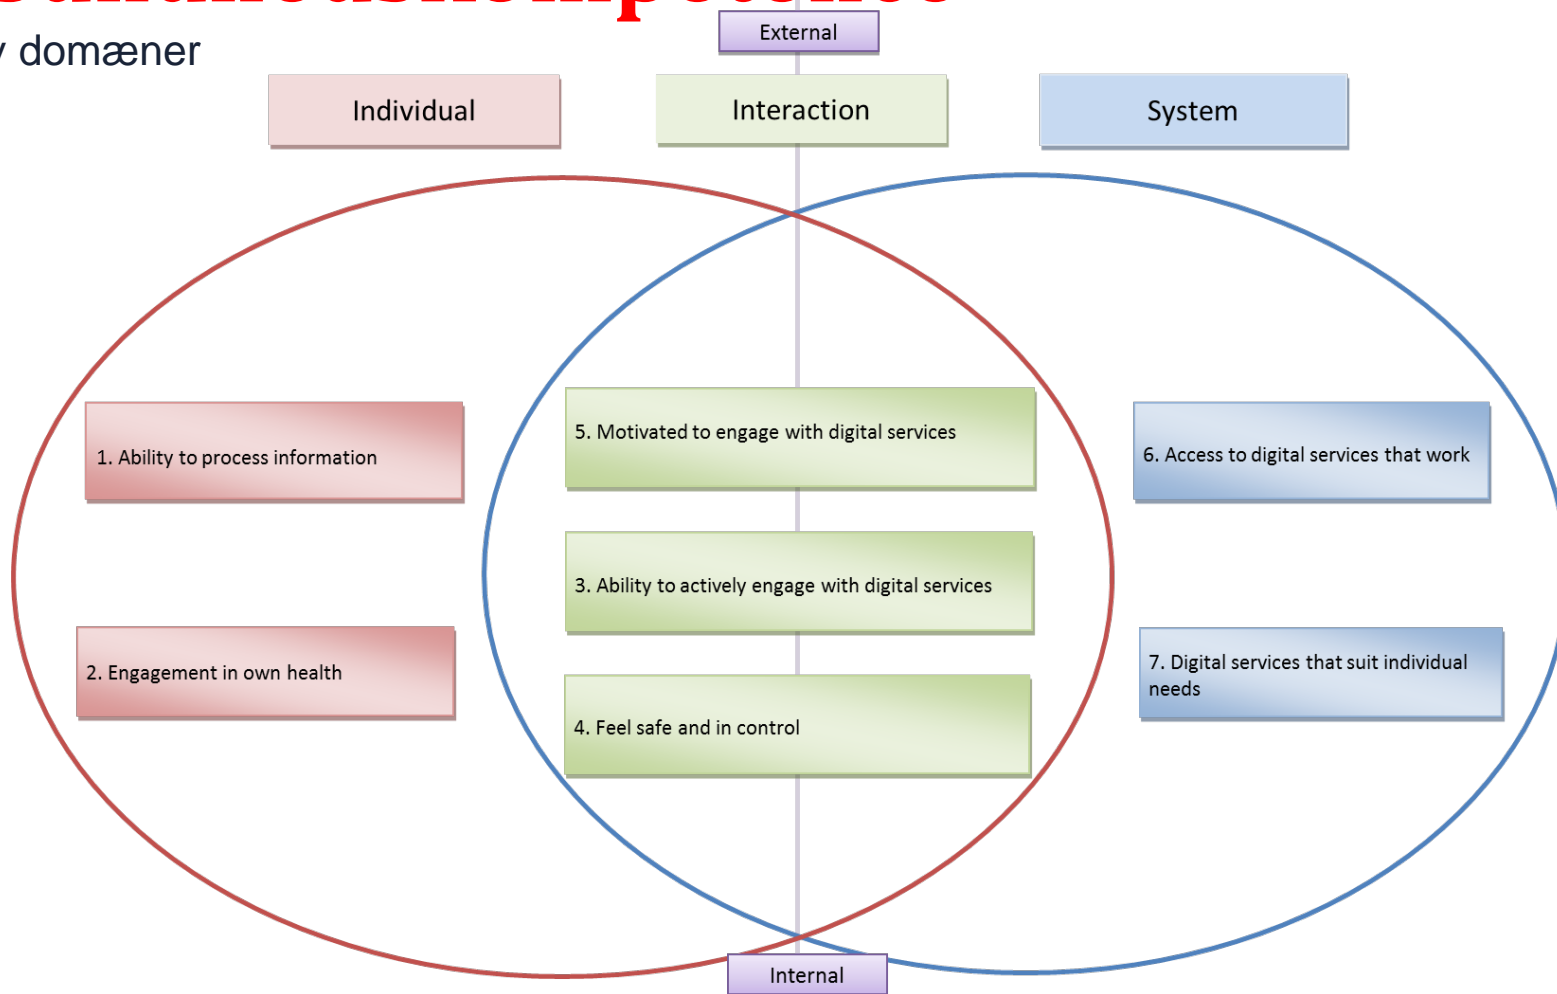 External
domæner
Individual
Interaction
System
1. Ability to process information
2. Engagement in own health
5. Motivated to engage with digital services
3. Ability to actively engage with digital services
4. Feel safe and in control
6. Access to digital services that work
7. Digital services that suit individual
needs
Internal